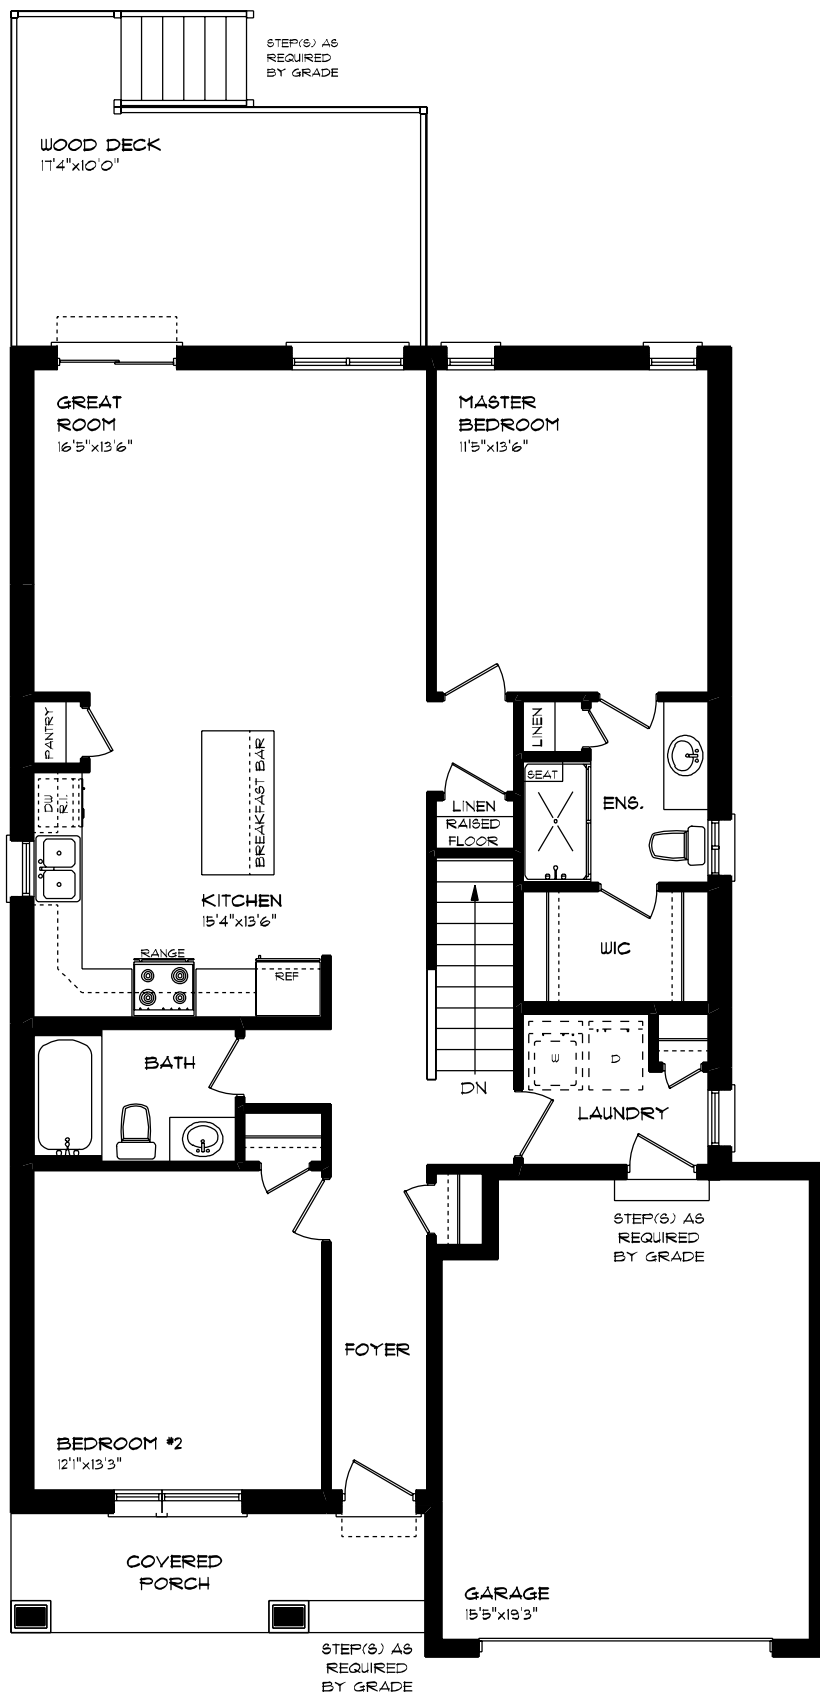 STEP(S) AS
REQUIRED
BY GRADE
WOOD DECK
17'4"x10'0"
GREAT
ROOM
16'5"x13'6"
MASTER
BEDROOM
11'5"x13'6"
PANTRY
LINEN
BREAKFAST BAR
SEAT
DW
R.I.
LINEN
RAISED
FLOOR
ENS.
KITCHEN
15'4"x13'6"
RANGE
REF
WIC
BATH
W
D
DN
LAUNDRY
STEP(S) AS
REQUIRED
BY GRADE
FOYER
BEDROOM #2
12'1"x13'3"
COVERED
PORCH
GARAGE
15'5"x19'3"
STEP(S) AS
REQUIRED
BY GRADE